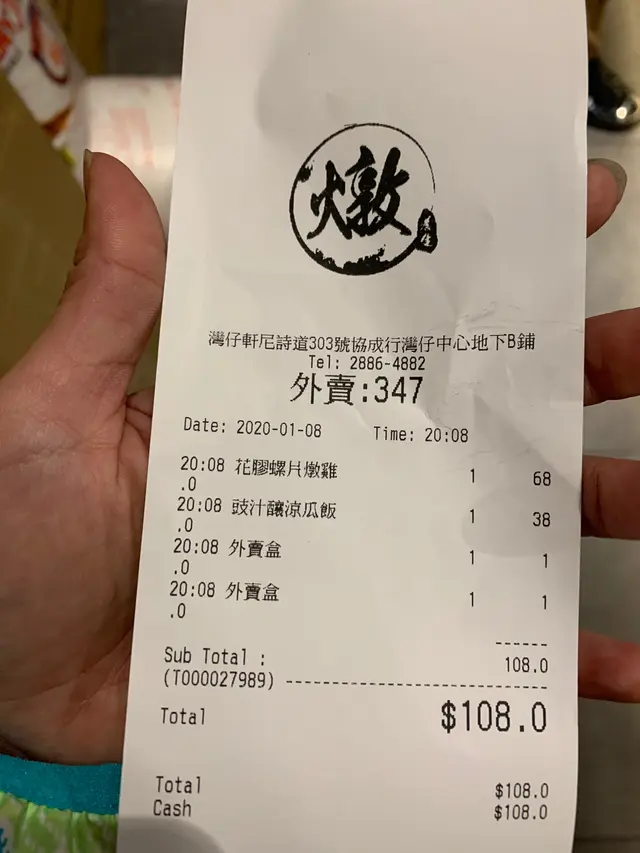 燉
灣仔軒尼詩道303號協成行灣仔中心地下B鋪
Tel: 2886-4882
外賣:347
Date: 2020-01-08 Time: 20:08
20:08 花膠螺片燉雞 1 68
.0
20:08 豉汁釀涼瓜飯 1 38
.0
20:08 外賣盒 1 1
.0
20:08 外賣盒 1 1
.0
------
Sub Total : 108.0
(T000027989) ---------------------------
Total $108.0
Total $108.0
Cash $108.0